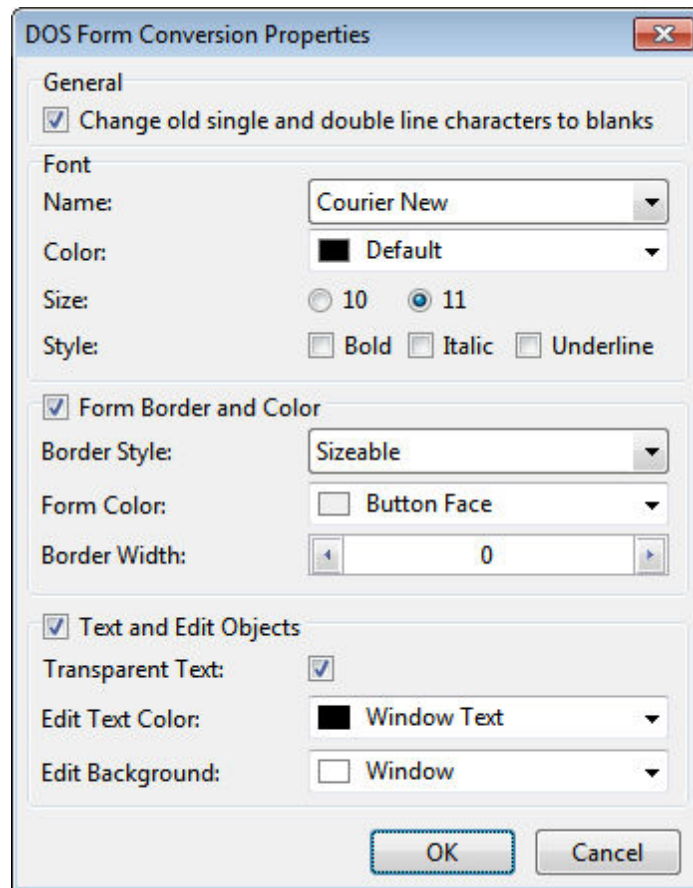 DOS Form Conversion Properties
General
Change old single and double line characters to blanks
Font
Name: Courier New
Color: Default
Size: 10 11
Style: Bold Italic Underline
Form Border and Color
Border Style: Sizeable
Form Color: Button Face
Border Width: 0
Text and Edit Objects
Transparent Text:
Edit Text Color: Window Text
Edit Background: Window
OK Cancel